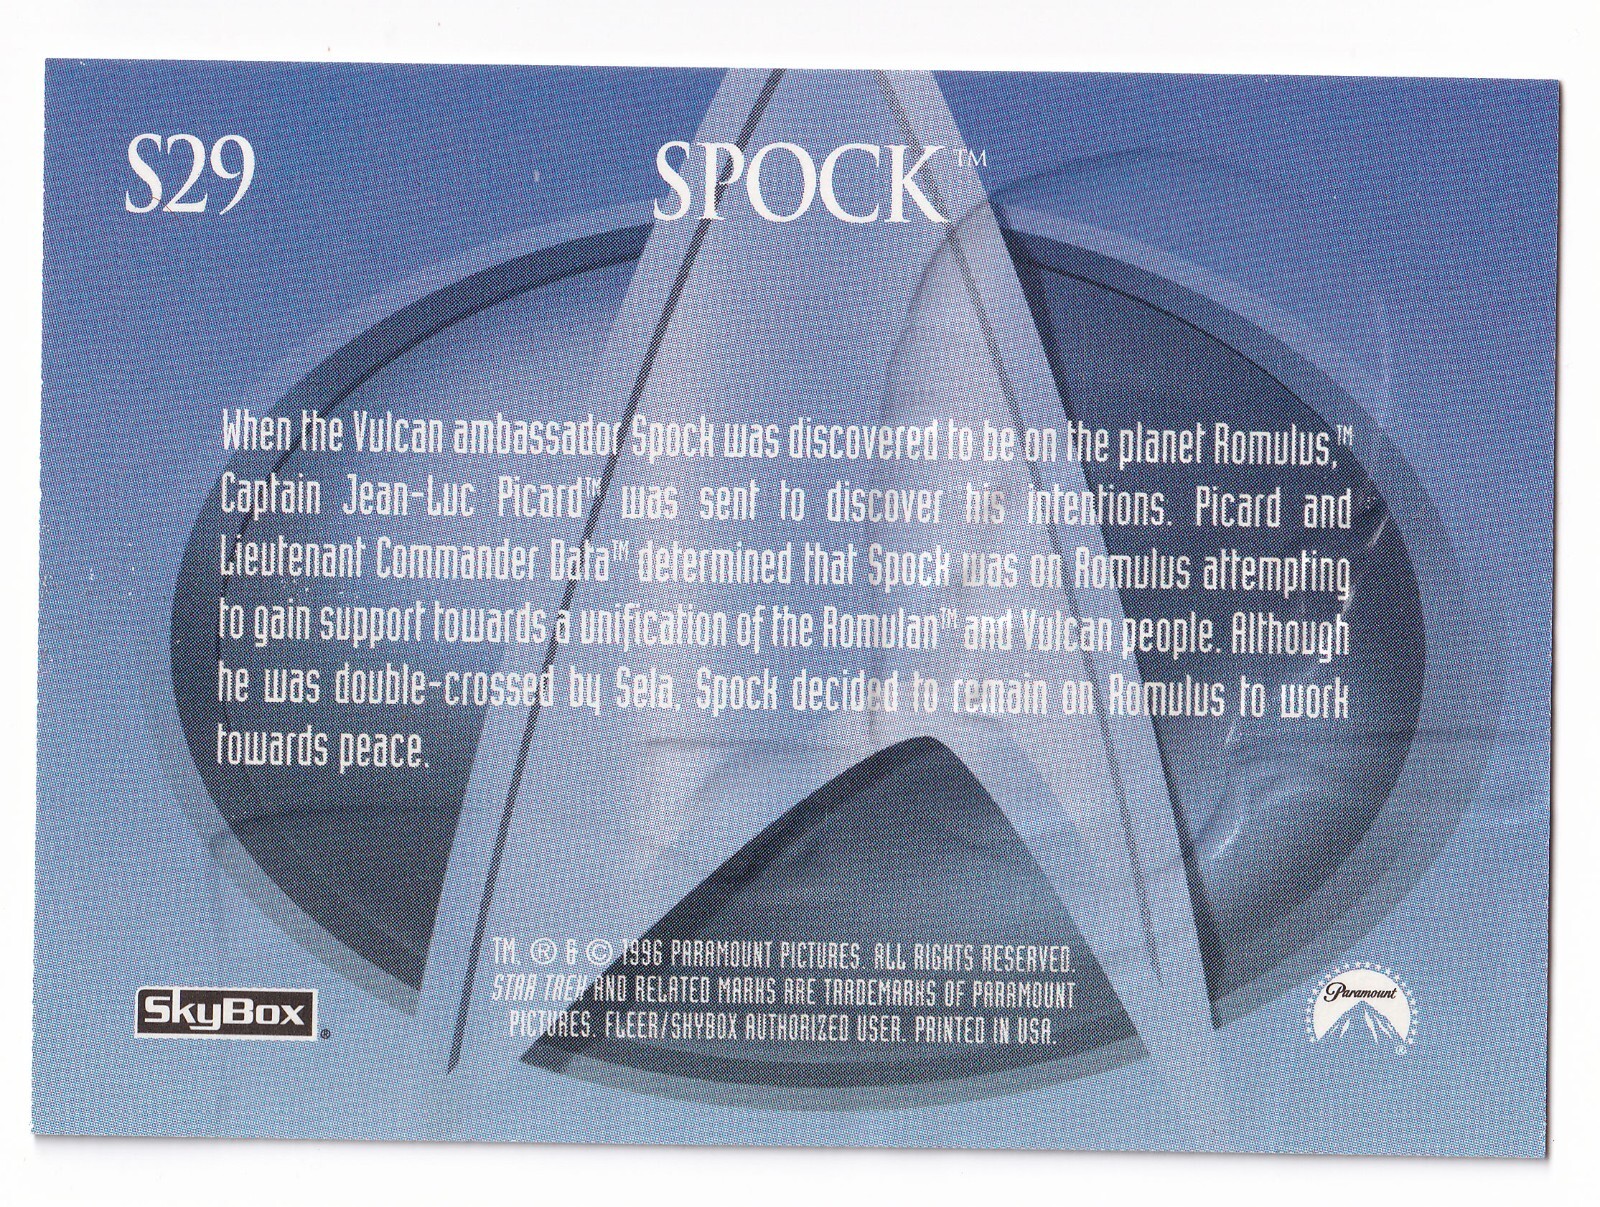 S29
SPOCK™
When the Vulcan ambassador Spock was discovered to be on the planet Romulus,™
Captain Jean-Luc Picard™ was sent to discover his intentions. Picard and
Lieutenant Commander Data™ determined that Spock was on Romulus attempting
to gain support towards a unification of the Romulan™ and Vulcan people. Although
he was double-crossed by Sela, Spock decided to remain on Romulus to work
towards peace.
TM, ® & © 1996 PARAMOUNT PICTURES. ALL RIGHTS RESERVED.
STAR TREK AND RELATED MARKS ARE TRADEMARKS OF PARAMOUNT
PICTURES. FLEER/SKYBOX AUTHORIZED USER. PRINTED IN USA.
SkyBox®
Paramount®